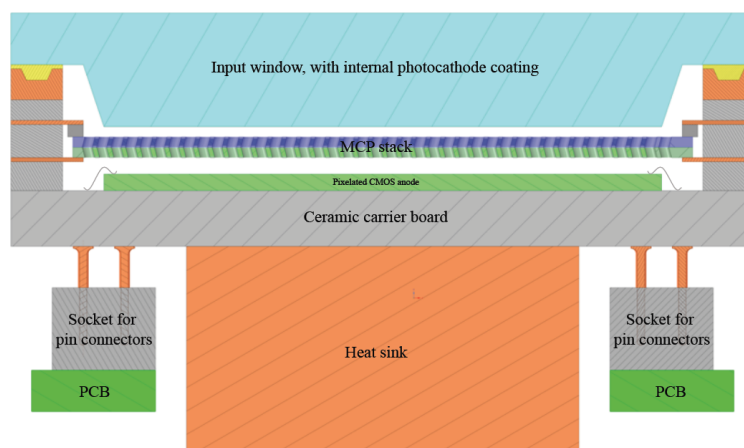 Input window, with internal photocathode coating
MCP stack
Pixelated CMOS anode
Ceramic carrier board
Socket for
pin connectors
Heat sink
Socket for
pin connectors
PCB
PCB